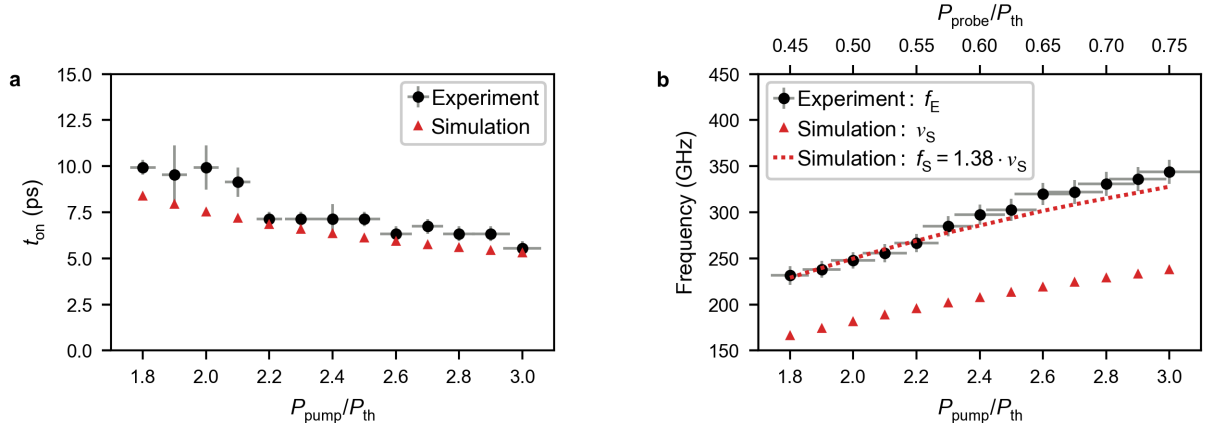 a
15.0
12.5
10.0
7.5
5.0
2.5
0.0
t_on (ps)
Experiment
Simulation
1.8 2.0 2.2 2.4 2.6 2.8 3.0
P_pump/P_th
b
P_probe/P_th
0.45 0.50 0.55 0.60 0.65 0.70 0.75
450
400
350
300
250
200
150
Frequency (GHz)
Experiment: f_E
Simulation: v_S
Simulation: f_S = 1.38 · v_S
1.8 2.0 2.2 2.4 2.6 2.8 3.0
P_pump/P_th